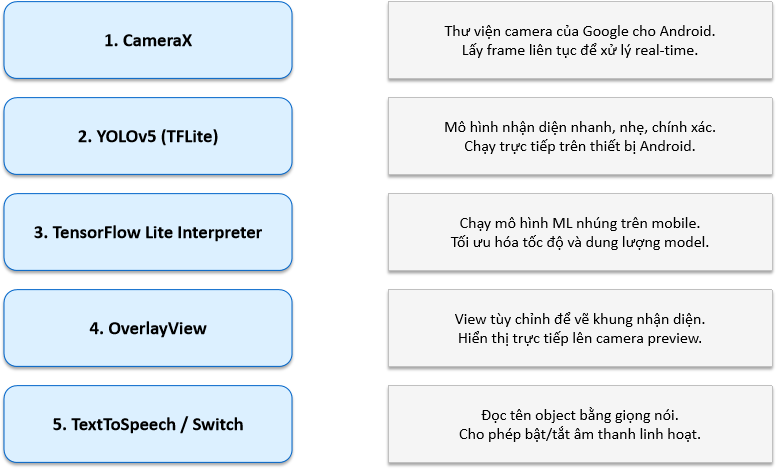 1. CameraX
Thư viện camera của Google cho Android.
Lấy frame liên tục để xử lý real-time.
2. YOLOv5 (TFLite)
Mô hình nhận diện nhanh, nhẹ, chính xác.
Chạy trực tiếp trên thiết bị Android.
3. TensorFlow Lite Interpreter
Chạy mô hình ML nhúng trên mobile.
Tối ưu hóa tốc độ và dung lượng model.
4. OverlayView
View tùy chỉnh để vẽ khung nhận diện.
Hiển thị trực tiếp lên camera preview.
5. TextToSpeech / Switch
Đọc tên object bằng giọng nói.
Cho phép bật/tắt âm thanh linh hoạt.